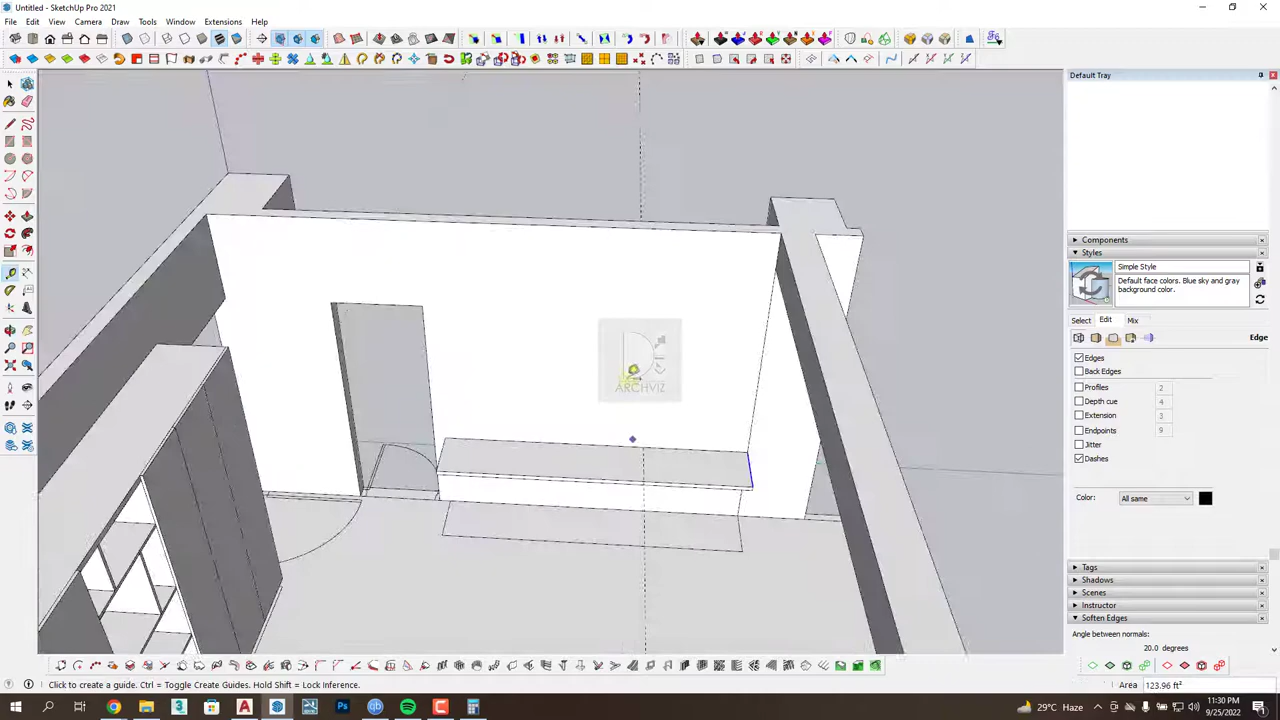 Untitled - SketchUp Pro 2021
File Edit View Camera Draw Tools Window Extensions Help
Default Tray
Components
Styles
Simple Style
Default face colors. Blue sky and gray
background color.
Select Edit Mix
Edge
Edges
Back Edges
Profiles 2
Depth cue 4
Extension 3
Endpoints 9
Jitter
Dashes
Color: All same
ARCHVIZ
Tags
Shadows
Scenes
Instructor
Soften Edges
Angle between normals:
20.0 degrees
Click to create a guide. Ctrl = Toggle Create Guides. Hold Shift = Lock Inference.
Area 123.96 ft²
29°C Haze
11:30 PM
9/25/2022